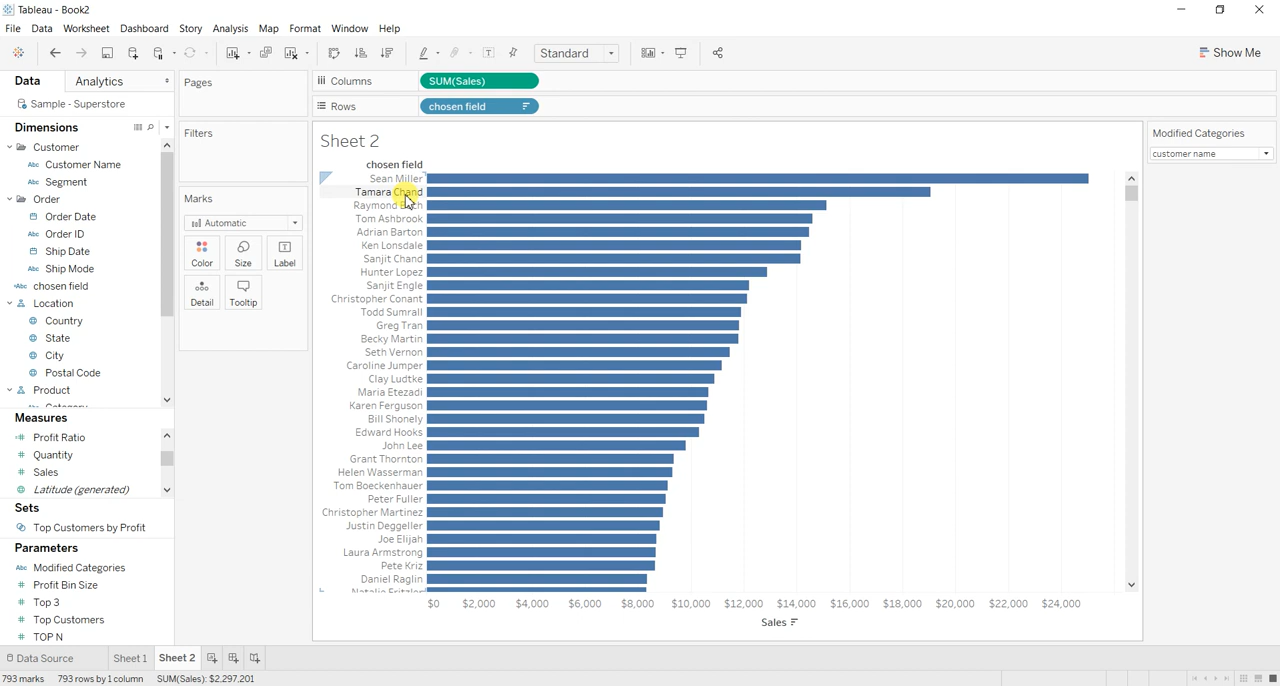 Tableau - Book2
File Data Worksheet Dashboard Story Analysis Map Format Window Help
Standard
Show Me
Data
Analytics
Sample - Superstore
Dimensions
Customer
Abc Customer Name
Abc Segment
Order
Order Date
Abc Order ID
Ship Date
Abc Ship Mode
Abc chosen field
Location
Country
State
City
Postal Code
Product
Measures
Profit Ratio
Quantity
Sales
Latitude (generated)
Sets
Top Customers by Profit
Parameters
Abc Modified Categories
Profit Bin Size
Top 3
Top Customers
TOP N
Pages
Filters
Marks
Automatic
Color Size Label
Detail Tooltip
Columns SUM(Sales)
Rows chosen field
Sheet 2
chosen field
Sean Miller
Tamara Chand
Raymond
Tom Ashbrook
Adrian Barton
Ken Lonsdale
Sanjit Chand
Hunter Lopez
Sanjit Engle
Christopher Conant
Todd Sumrall
Greg Tran
Becky Martin
Seth Vernon
Caroline Jumper
Clay Ludtke
Maria Etezadi
Karen Ferguson
Bill Shonely
Edward Hooks
John Lee
Grant Thornton
Helen Wasserman
Tom Boeckenhauer
Peter Fuller
Christopher Martinez
Justin Deggeller
Joe Elijah
Laura Armstrong
Pete Kriz
Daniel Raglin
$0 $2,000 $4,000 $6,000 $8,000 $10,000 $12,000 $14,000 $16,000 $18,000 $20,000 $22,000 $24,000
Sales
Modified Categories
customer name
Data Source Sheet 1 Sheet 2
793 marks 793 rows by 1 column SUM(Sales): $2,297,201